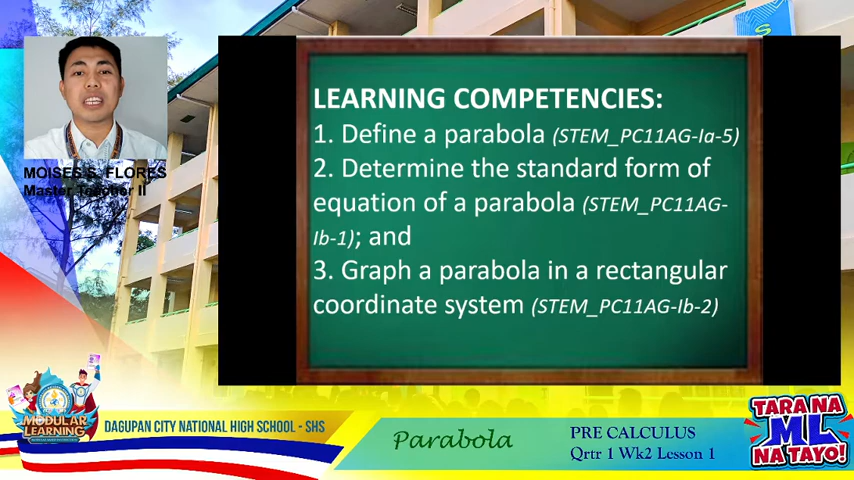 MOISES S. FLORES
Master Teacher II
LEARNING COMPETENCIES:
1. Define a parabola (STEM_PC11AG-Ia-5)
2. Determine the standard form of
equation of a parabola (STEM_PC11AG-
Ib-1); and
3. Graph a parabola in a rectangular
coordinate system (STEM_PC11AG-Ib-2)
MODULAR
LEARNING
DAGUPAN CITY NATIONAL HIGH SCHOOL - SHS
Parabola
PRE CALCULUS
Qrtr 1 Wk2 Lesson 1
TARA NA
ML
NA TAYO!